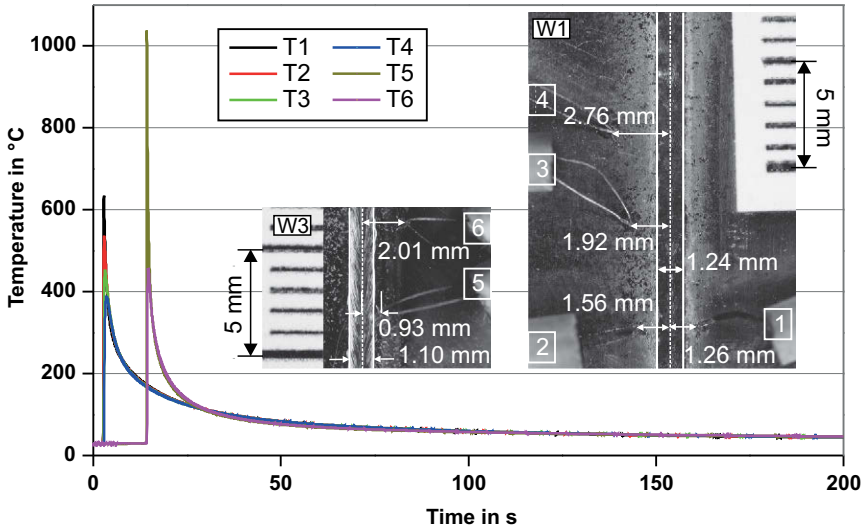 1000
800
600
400
200
0
Temperature in °C
T1 T4
T2 T5
T3 T6
W3
6
2.01 mm
5
0.93 mm
1.10 mm
5 mm
W1
4
2.76 mm
3
1.92 mm
1.24 mm
1.56 mm
2
1
1.26 mm
5 mm
0 50 100 150 200
Time in s